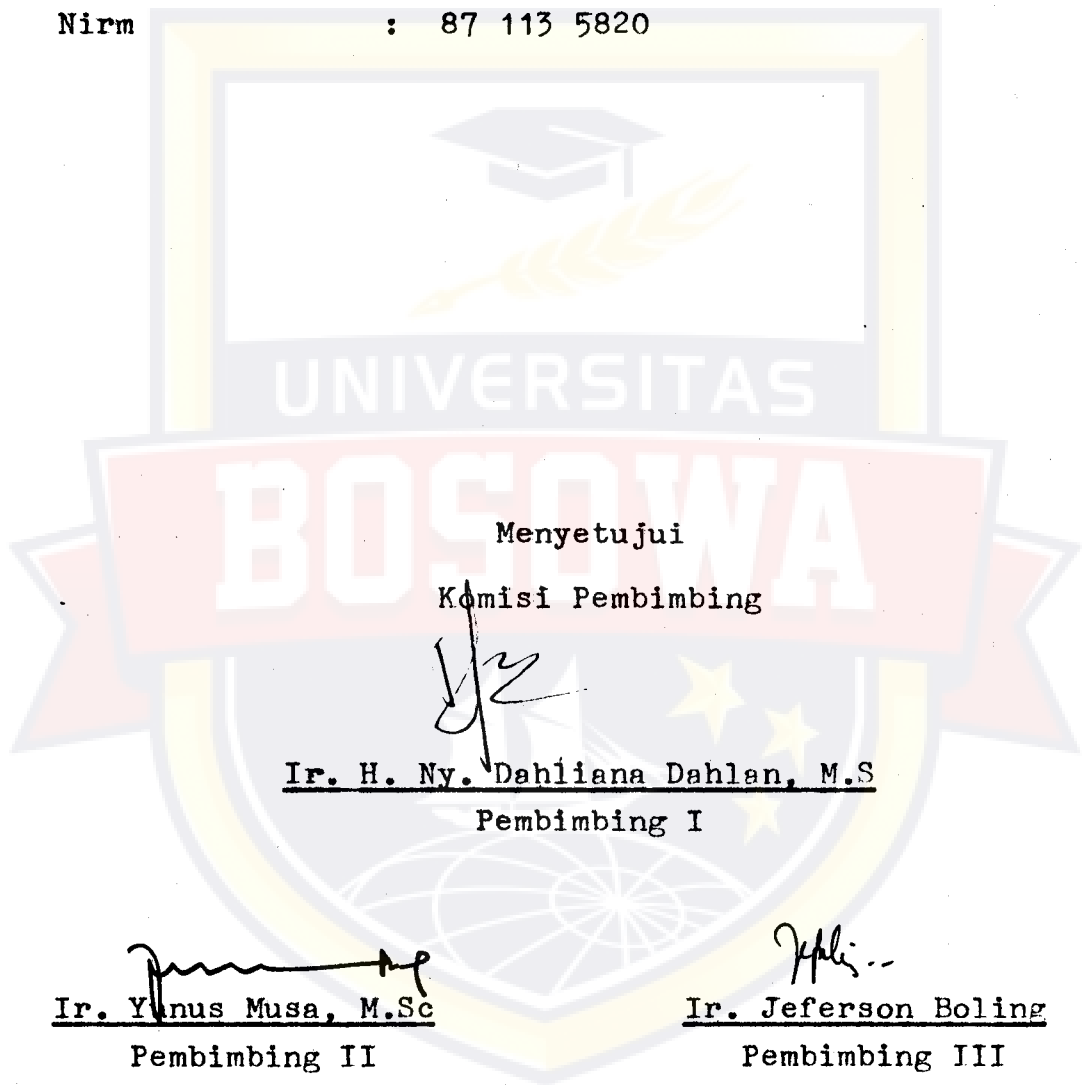 Nirm : 87 113 5820
UNIVERSITAS
BOSOWA
Menyetujui
Komisi Pembimbing
Ir. H. Ny. Dahliana Dahlan, M.S
Pembimbing I
Ir. Yunus Musa, M.Sc Ir. Jeferson Boling
Pembimbing II Pembimbing III